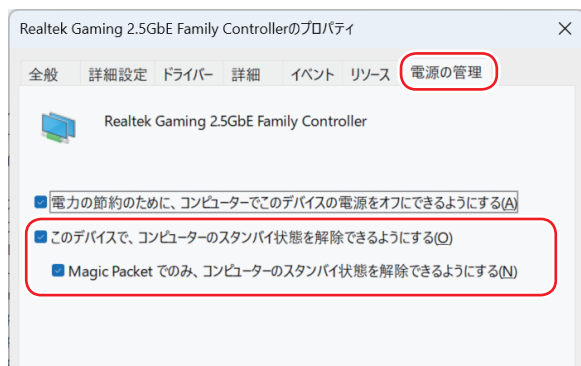 Realtek Gaming 2.5GbE Family Controllerのプロパティ
全般 詳細設定 ドライバー 詳細 イベント リソース 電源の管理
Realtek Gaming 2.5GbE Family Controller
電力の節約のために、コンピューターでこのデバイスの電源をオフにできるようにする(A)
このデバイスで、コンピューターのスタンバイ状態を解除できるようにする(O)
Magic Packet でのみ、コンピューターのスタンバイ状態を解除できるようにする(N)